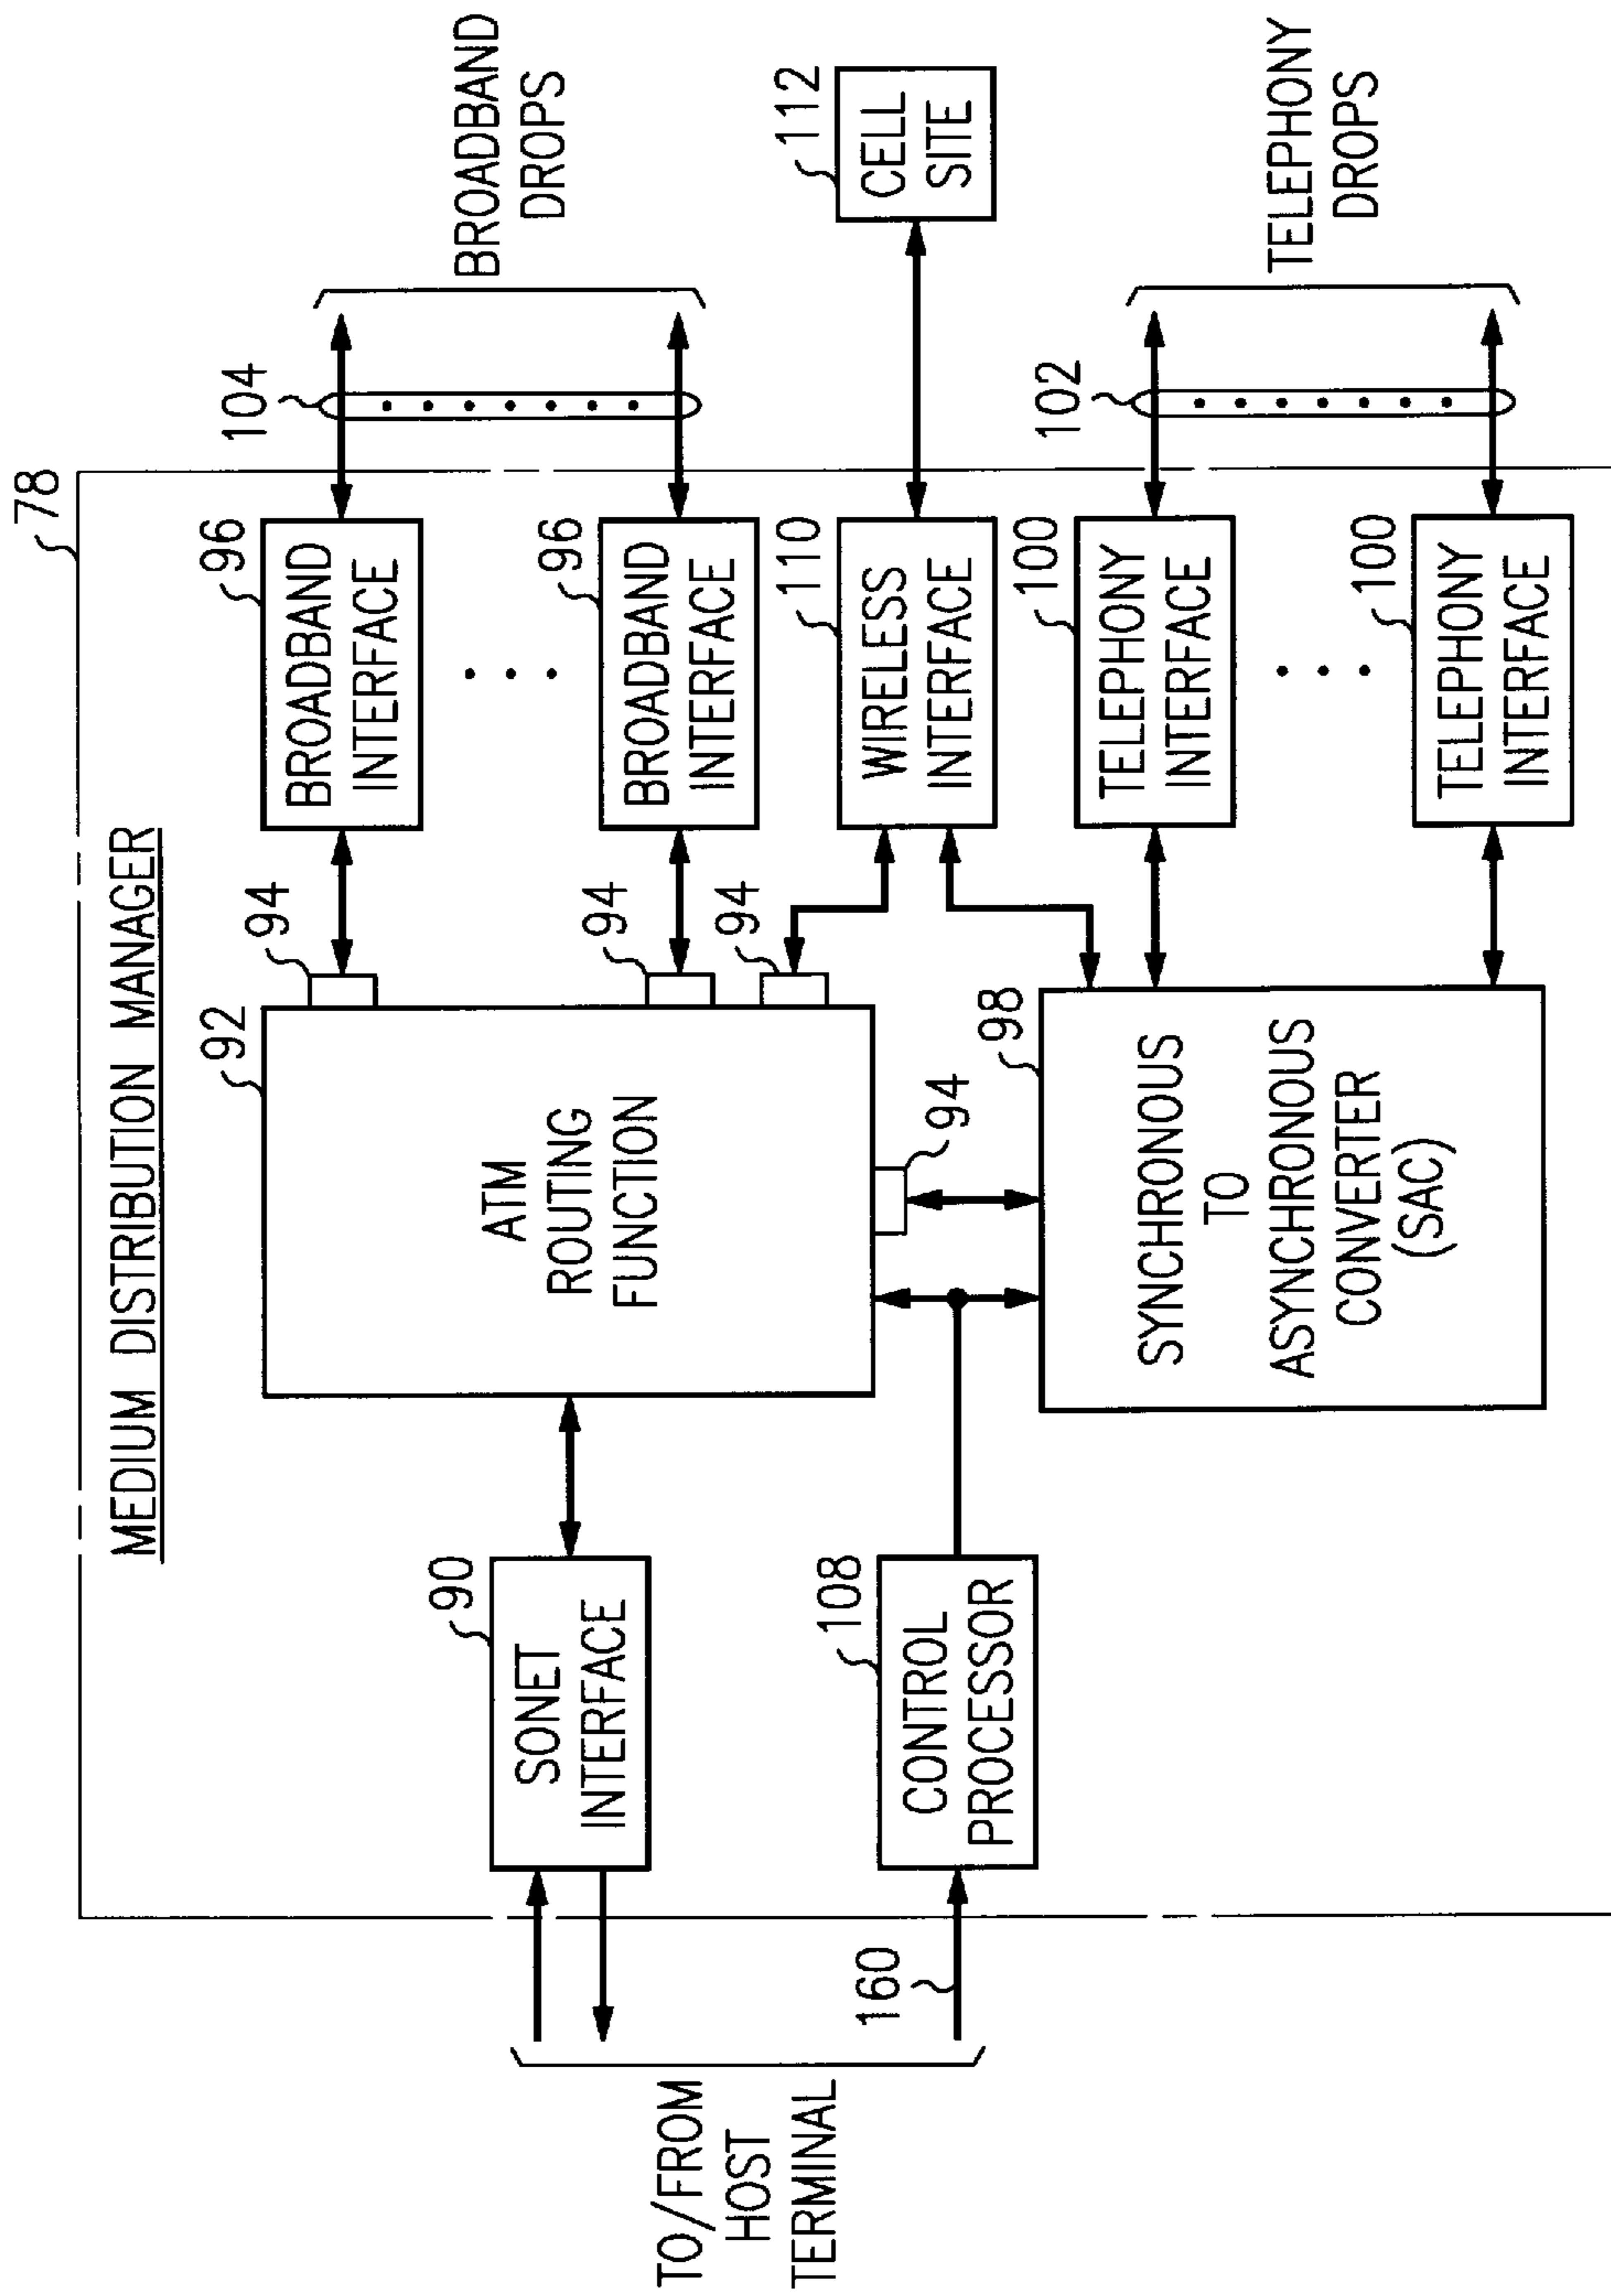 78
MEDIUM DISTRIBUTION MANAGER
92
94
96
BROADBAND
INTERFACE
104
BROADBAND
DROPS
94
96
BROADBAND
INTERFACE
94
90
SONET
INTERFACE
ATM
ROUTING
FUNCTION
TO/FROM
HOST
TERMINAL
108
CONTROL
PROCESSOR
160
94
110
WIRELESS
INTERFACE
112
CELL
SITE
98
SYNCHRONOUS
TO
ASYNCHRONOUS
CONVERTER
(SAC)
100
TELEPHONY
INTERFACE
102
TELEPHONY
DROPS
100
TELEPHONY
INTERFACE